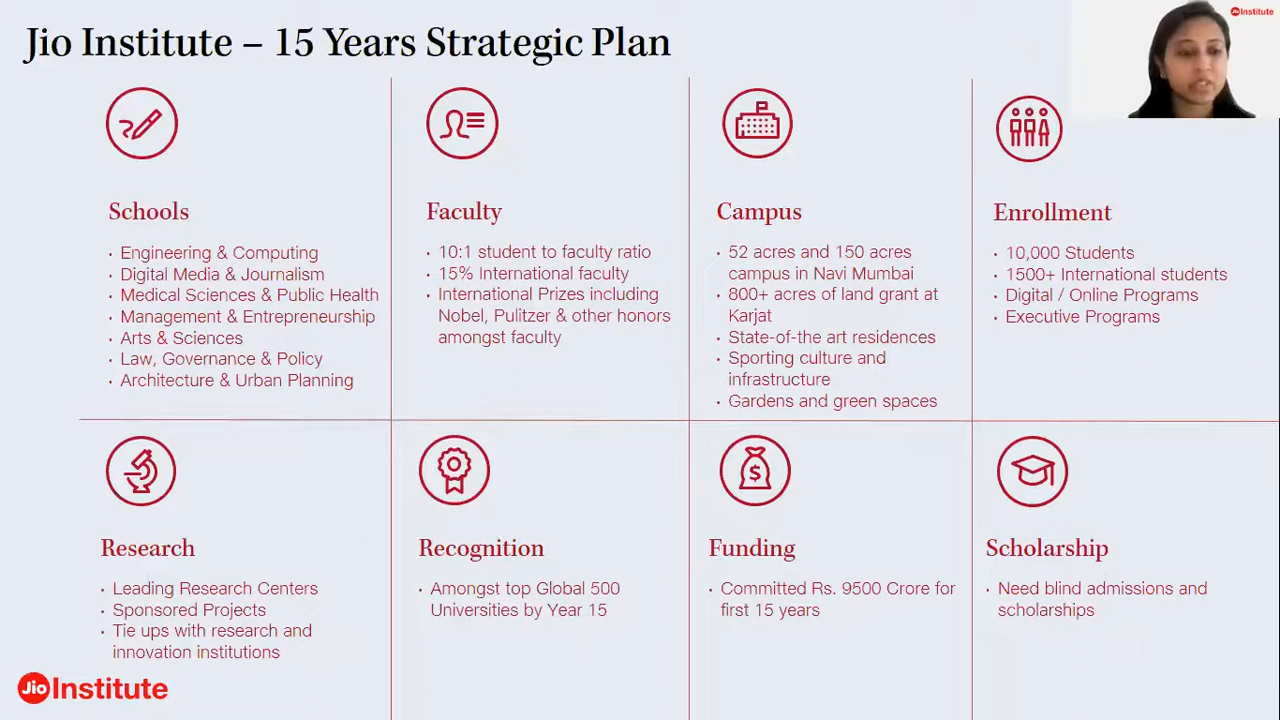 Jio Institute – 15 Years Strategic Plan
Jio Institute
Schools
· Engineering & Computing
· Digital Media & Journalism
· Medical Sciences & Public Health
· Management & Entrepreneurship
· Arts & Sciences
· Law, Governance & Policy
· Architecture & Urban Planning
Faculty
· 10:1 student to faculty ratio
· 15% International faculty
· International Prizes including
Nobel, Pulitzer & other honors
amongst faculty
Campus
· 52 acres and 150 acres
campus in Navi Mumbai
· 800+ acres of land grant at
Karjat
· State-of-the art residences
· Sporting culture and
infrastructure
· Gardens and green spaces
Enrollment
· 10,000 Students
· 1500+ International students
· Digital / Online Programs
· Executive Programs
Research
· Leading Research Centers
· Sponsored Projects
· Tie ups with research and
innovation institutions
Recognition
· Amongst top Global 500
Universities by Year 15
$
Funding
· Committed Rs. 9500 Crore for
first 15 years
Scholarship
· Need blind admissions and
scholarships
Jio Institute